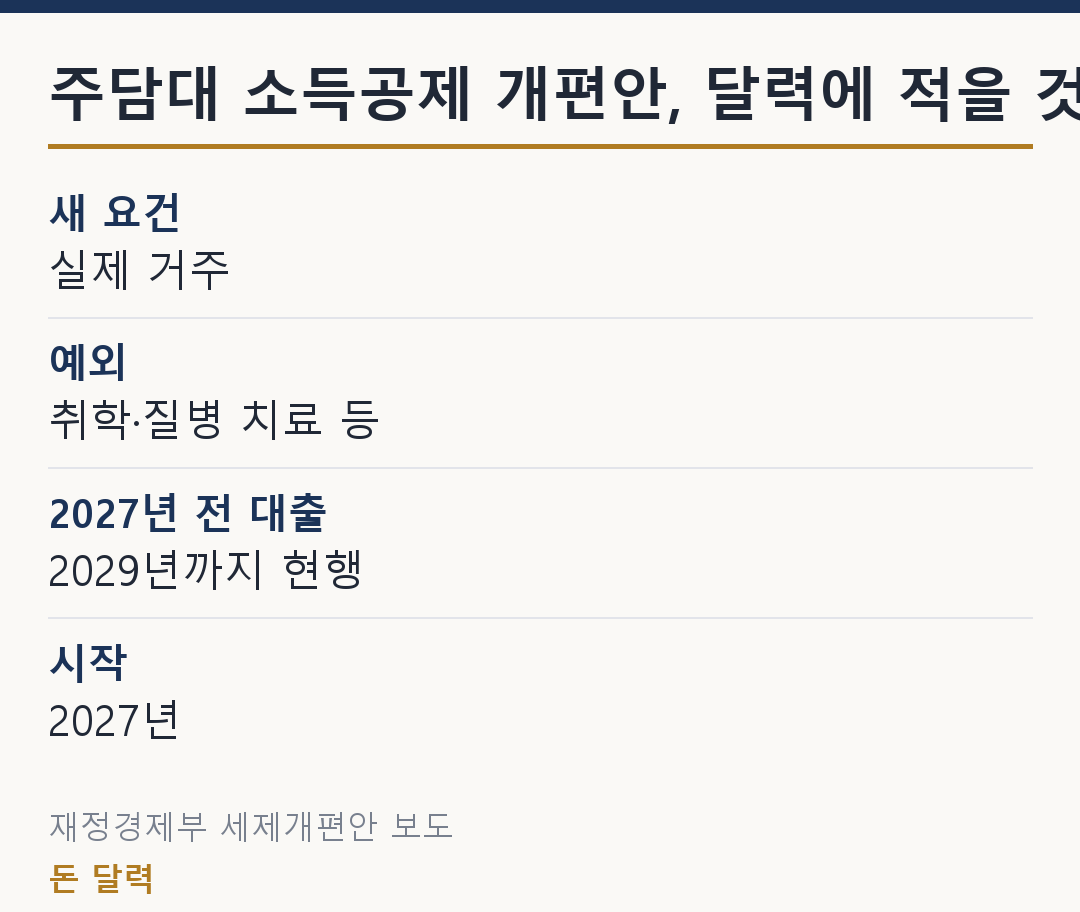 주담대 소득공제 개편안, 달력에 적을
새 요건
실제 거주
예외
취학·질병 치료 등
2027년 전 대출
2029년까지 현행
시작
2027년
재정경제부 세제개편안 보도
돈 달력